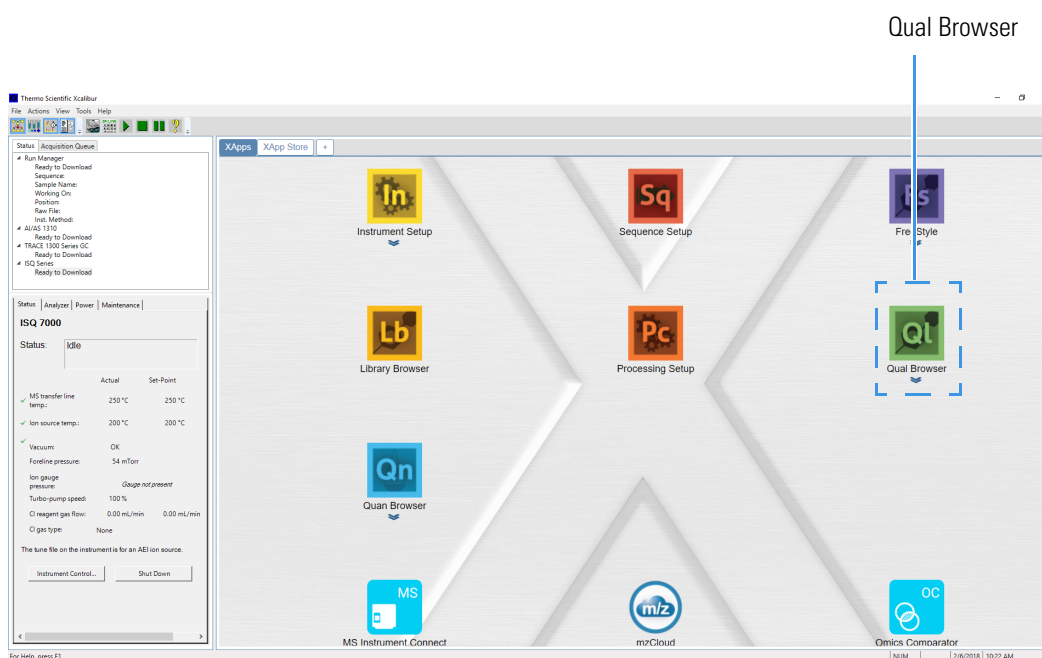 Qual Browser
Thermo Scientific Xcalibur
File Actions View Tools Help
Status Acquisition Queue
Run Manager
Ready to Download
Sequence:
Sample Name:
Working On:
Position:
Raw File:
Inst. Method:
AI/AS 1310
Ready to Download
TRACE 1300 Series GC
Ready to Download
ISQ Series
Ready to Download
Status Analyzer Power Maintenance
ISQ 7000
Status: Idle
Actual Set-Point
MS transfer line temp.: 250 °C 250 °C
Ion source temp.: 200 °C 200 °C
Vacuum: OK
Foreline pressure: 54 mTorr
Ion gauge pressure: Gauge not present
Turbo-pump speed: 100 %
CI reagent gas flow: 0.00 mL/min 0.00 mL/min
CI gas type: None
The tune file on the instrument is for an AEI ion source.
Instrument Control... Shut Down
XApps XApp Store +
In
Instrument Setup
Sq
Sequence Setup
Fs
FreeStyle
Lb
Library Browser
Pc
Processing Setup
Ql
Qual Browser
Qn
Quan Browser
MS
MS Instrument Connect
m/z
mzCloud
OC
Omics Comparator
For Help, press F1
NUM 2/6/2018 10:22 AM